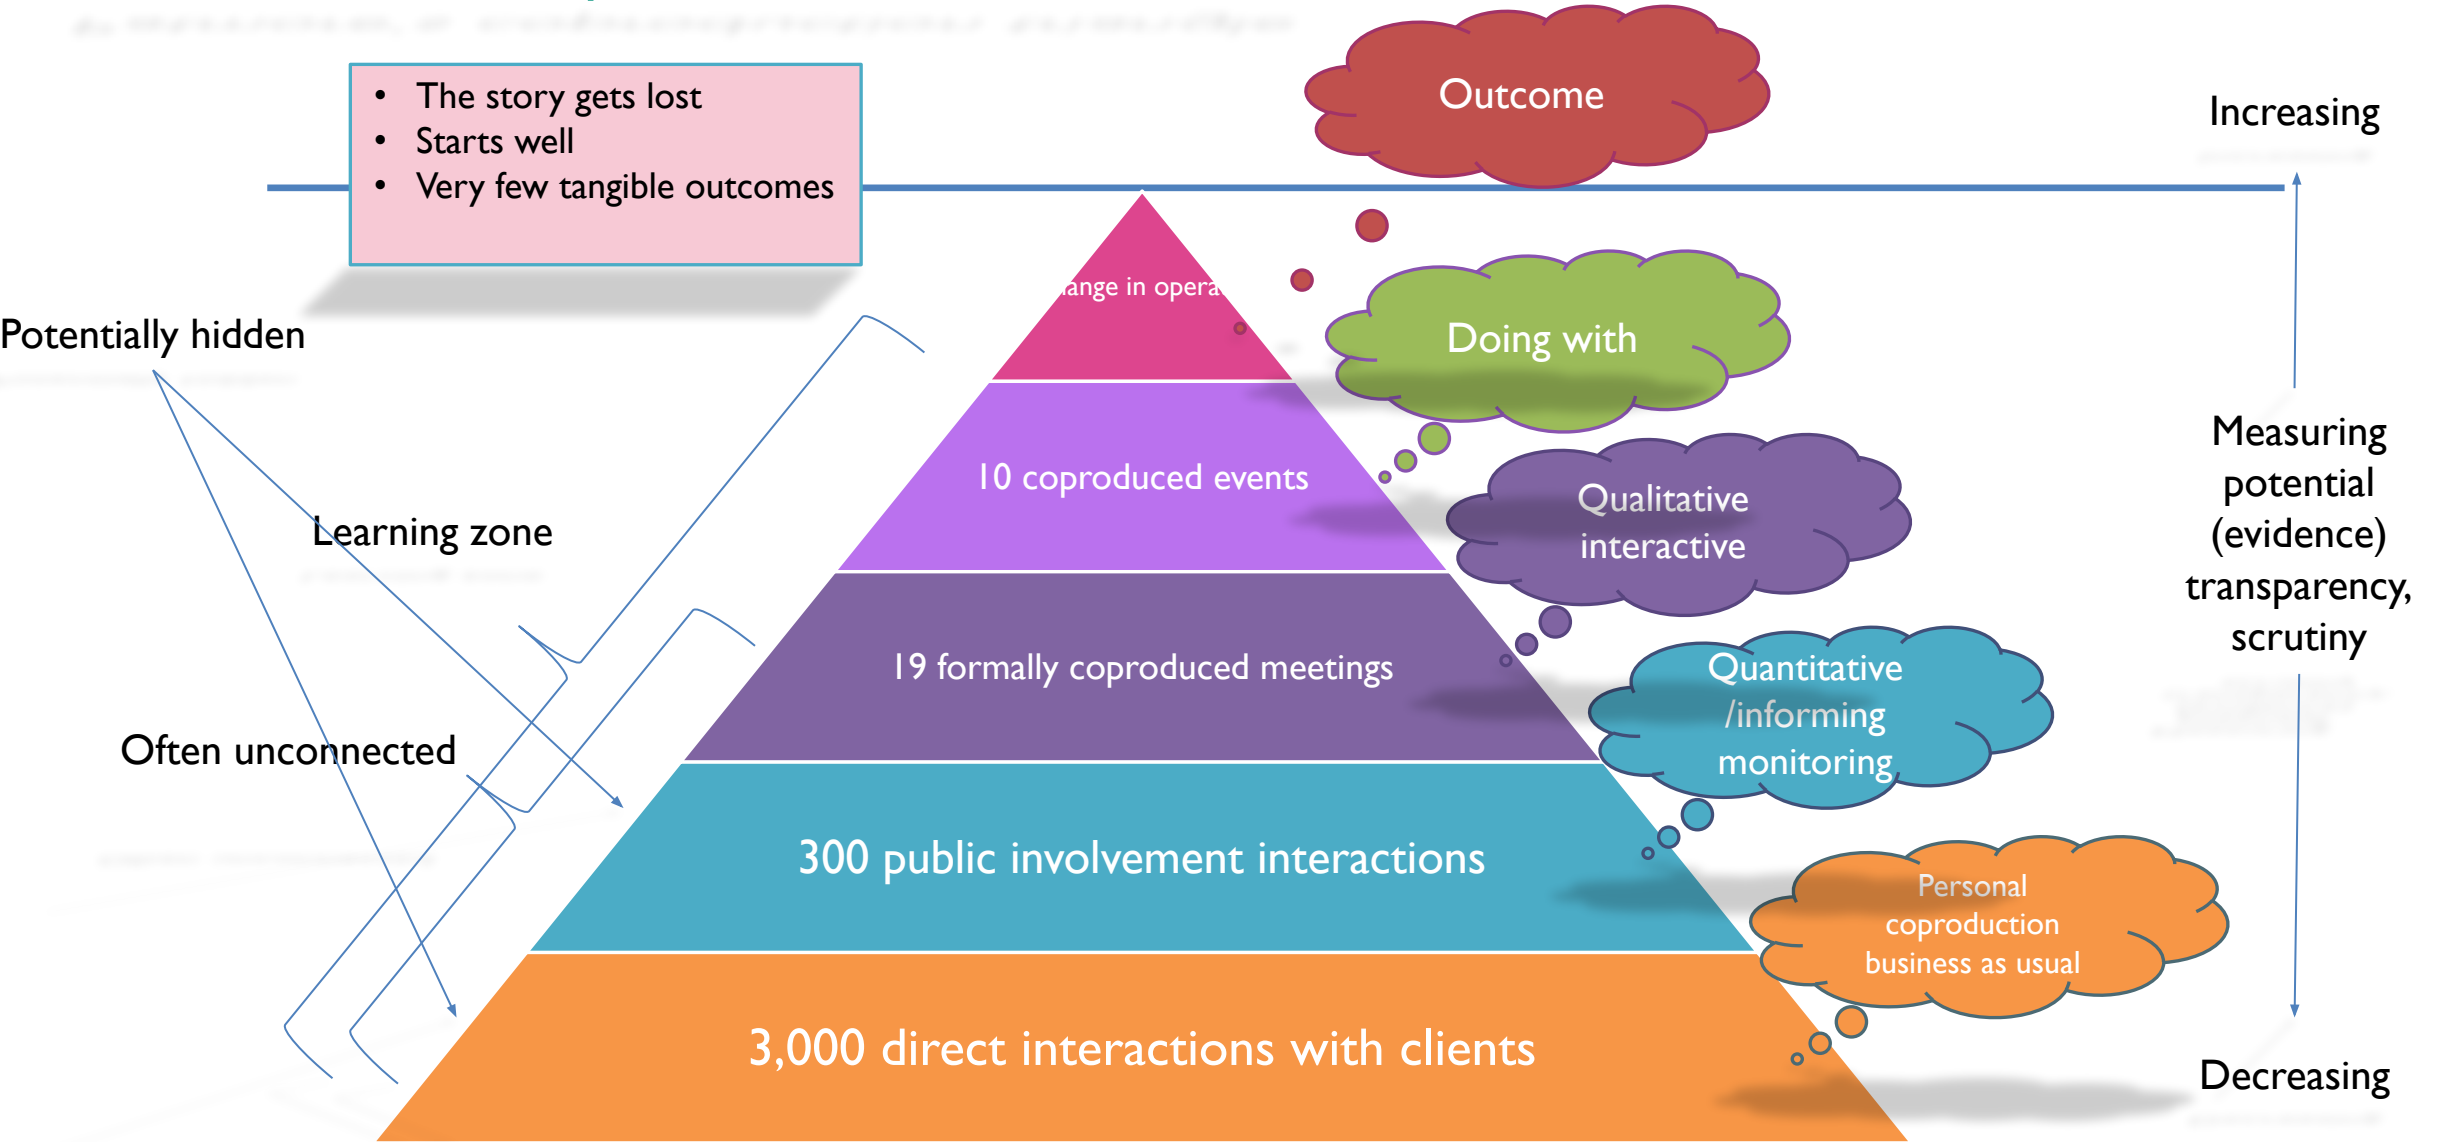 • The story gets lost
• Starts well
• Very few tangible outcomes
Outcome
Increasing
ange in opera
Potentially hidden
Doing with
Measuring
potential
(evidence)
transparency,
scrutiny
10 coproduced events
Qualitative
interactive
Learning zone
19 formally coproduced meetings
Quantitative
/informing
monitoring
Often unconnected
300 public involvement interactions
Personal
coproduction
business as usual
3,000 direct interactions with clients
Decreasing